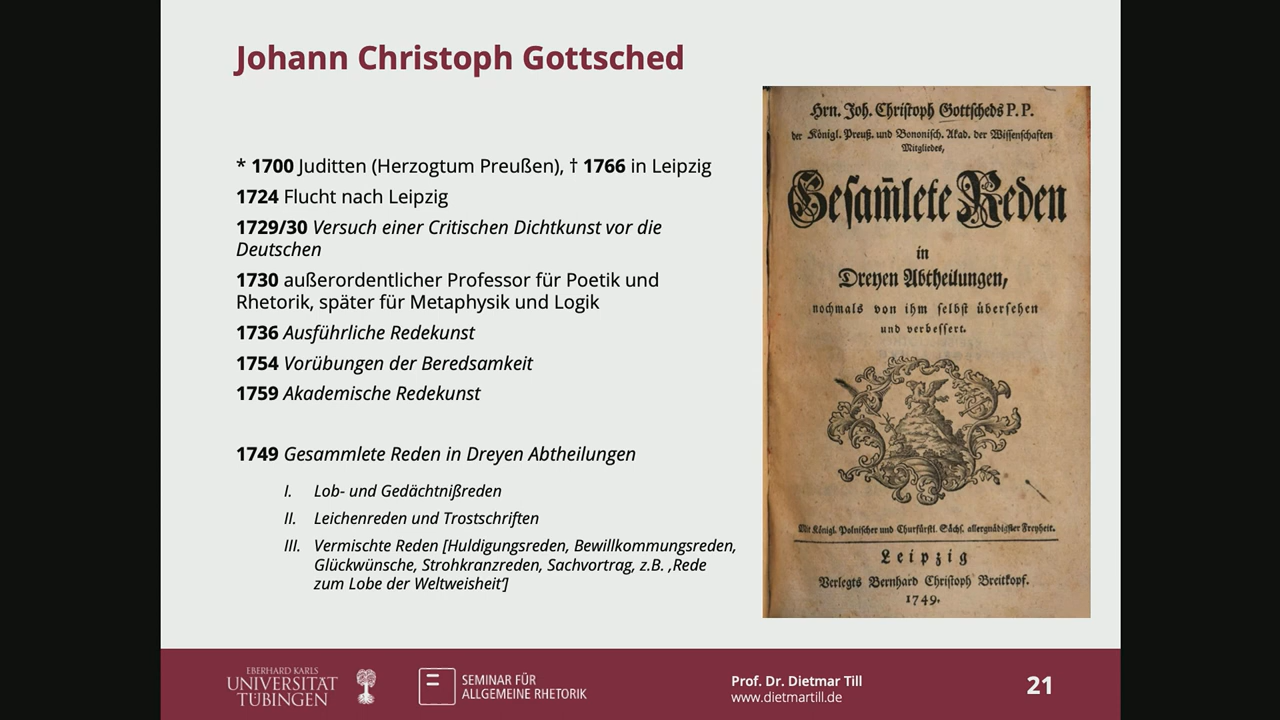 Johann Christoph Gottsched
* 1700 Juditten (Herzogtum Preußen), † 1766 in Leipzig
1724 Flucht nach Leipzig
1729/30 Versuch einer Critischen Dichtkunst vor die
Deutschen
1730 außerordentlicher Professor für Poetik und
Rhetorik, später für Metaphysik und Logik
1736 Ausführliche Redekunst
1754 Vorübungen der Beredsamkeit
1759 Akademische Redekunst
1749 Gesammlete Reden in Dreyen Abtheilungen
I. Lob- und Gedächtnißreden
II. Leichenreden und Trostschriften
III. Vermischte Reden [Huldigungsreden, Bewillkommungsreden,
Glückwünsche, Strohkranzreden, Sachvortrag, z.B. ‚Rede
zum Lobe der Weltweisheit‘]
Hrn. Joh. Christoph Gottscheds P. P.
der Königl. Preuß. und Bononisch. Akad. der Wissenschaften
Mitgliedes,
Gesam̅lete Reden
in
Dreyen Abtheilungen,
nochmals von ihm selbst übersehen
und verbessert.
Mit Königl. Polnischer und Churfürstl. Sächs. allergnädigster Freyheit.
Leipzig
Verlegts Bernhard Christoph Breitkopf.
1749.
EBERHARD KARLS
UNIVERSITÄT
TÜBINGEN
SEMINAR FÜR
ALLGEMEINE RHETORIK
Prof. Dr. Dietmar Till
www.dietmartill.de
21